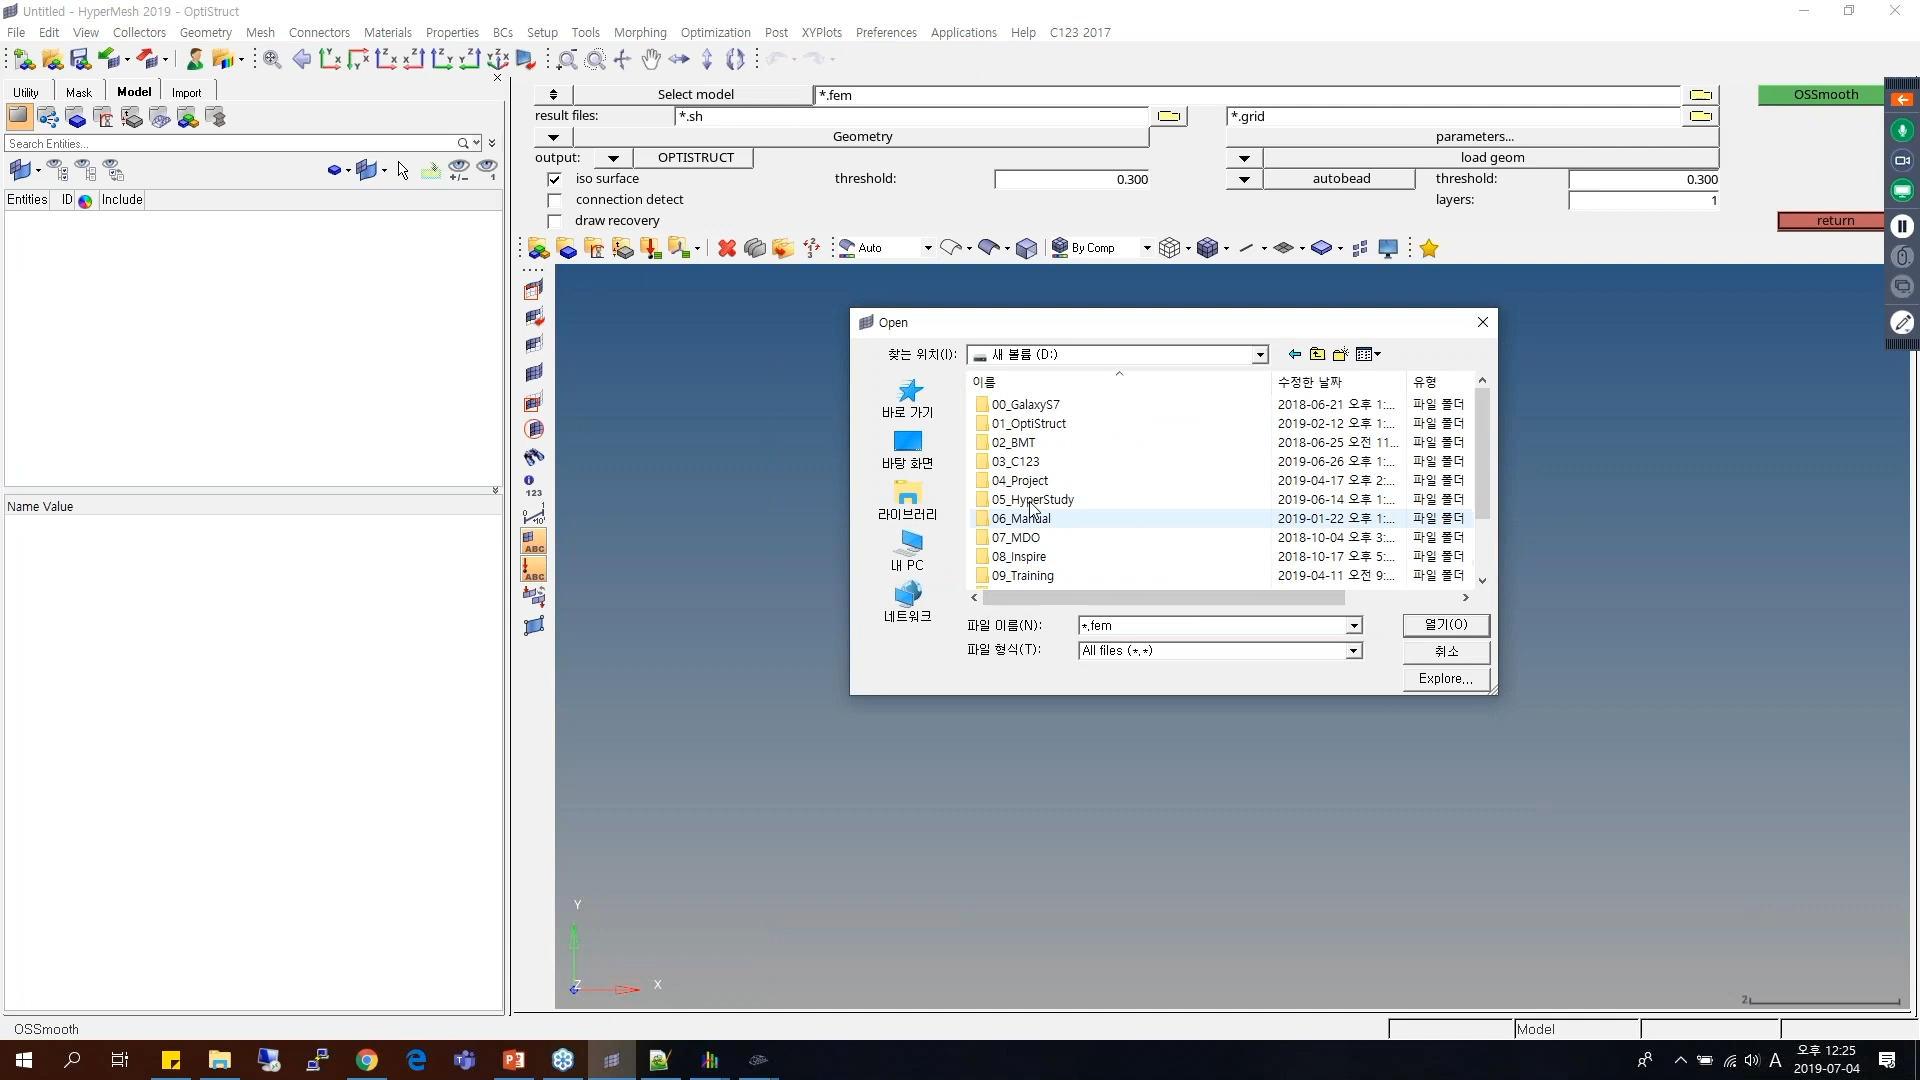 Untitled - HyperMesh 2019 - OptiStruct
File Edit View Collectors Geometry Mesh Connectors Materials Properties BCs Setup Tools Morphing Optimization Post XYPlots Preferences Applications Help C123 2017
Utility Mask Model Import
Search Entities...
Entities ID Include
Name Value
Select model *.fem
OSSmooth
result files: *.sh *.grid
Geometry parameters...
output: OPTISTRUCT load geom
iso surface threshold: 0.300 autobead threshold: 0.300
connection detect layers: 1
draw recovery return
Auto By Comp
123
ABC
ABC
Open
찾는 위치(I): 새 볼륨 (D:)
이름 수정한 날짜 유형
00_GalaxyS7 2018-06-21 오후 1:... 파일 폴더
01_OptiStruct 2019-02-12 오후 1:... 파일 폴더
02_BMT 2018-06-25 오전 11... 파일 폴더
03_C123 2019-06-26 오후 1:... 파일 폴더
04_Project 2019-04-17 오후 2:... 파일 폴더
05_HyperStudy 2019-06-14 오후 1:... 파일 폴더
06_Manual 2019-01-22 오후 1:... 파일 폴더
07_MDO 2018-10-04 오후 3:... 파일 폴더
08_Inspire 2018-10-17 오후 5:... 파일 폴더
09_Training 2019-04-11 오전 9:... 파일 폴더
바로 가기
바탕 화면
라이브러리
내 PC
네트워크
파일 이름(N): *.fem 열기(O)
파일 형식(T): All files (*.*) 취소
Explore...
Y
Z
X
2
OSSmooth
Model
A
오후 12:25
2019-07-04